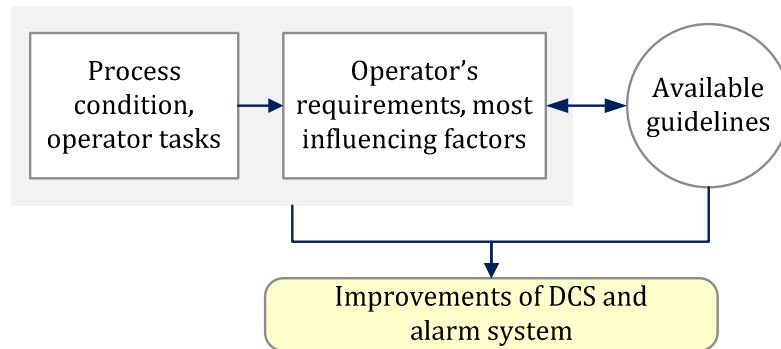 Process
condition,
operator tasks
Operator’s
requirements, most
influencing factors
Available
guidelines
Improvements of DCS and
alarm system